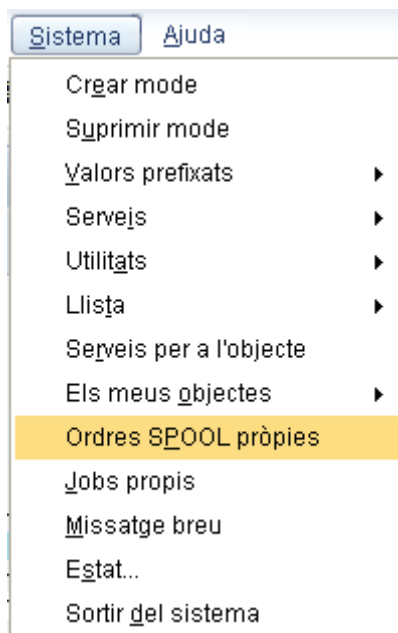 Sistema Ajuda
Crear mode
Suprimir mode
Valors prefixats
Serveis
Utilitats
Llista
Serveis per a l'objecte
Els meus objectes
Ordres SPOOL pròpies
Jobs propis
Missatge breu
Estat...
Sortir del sistema